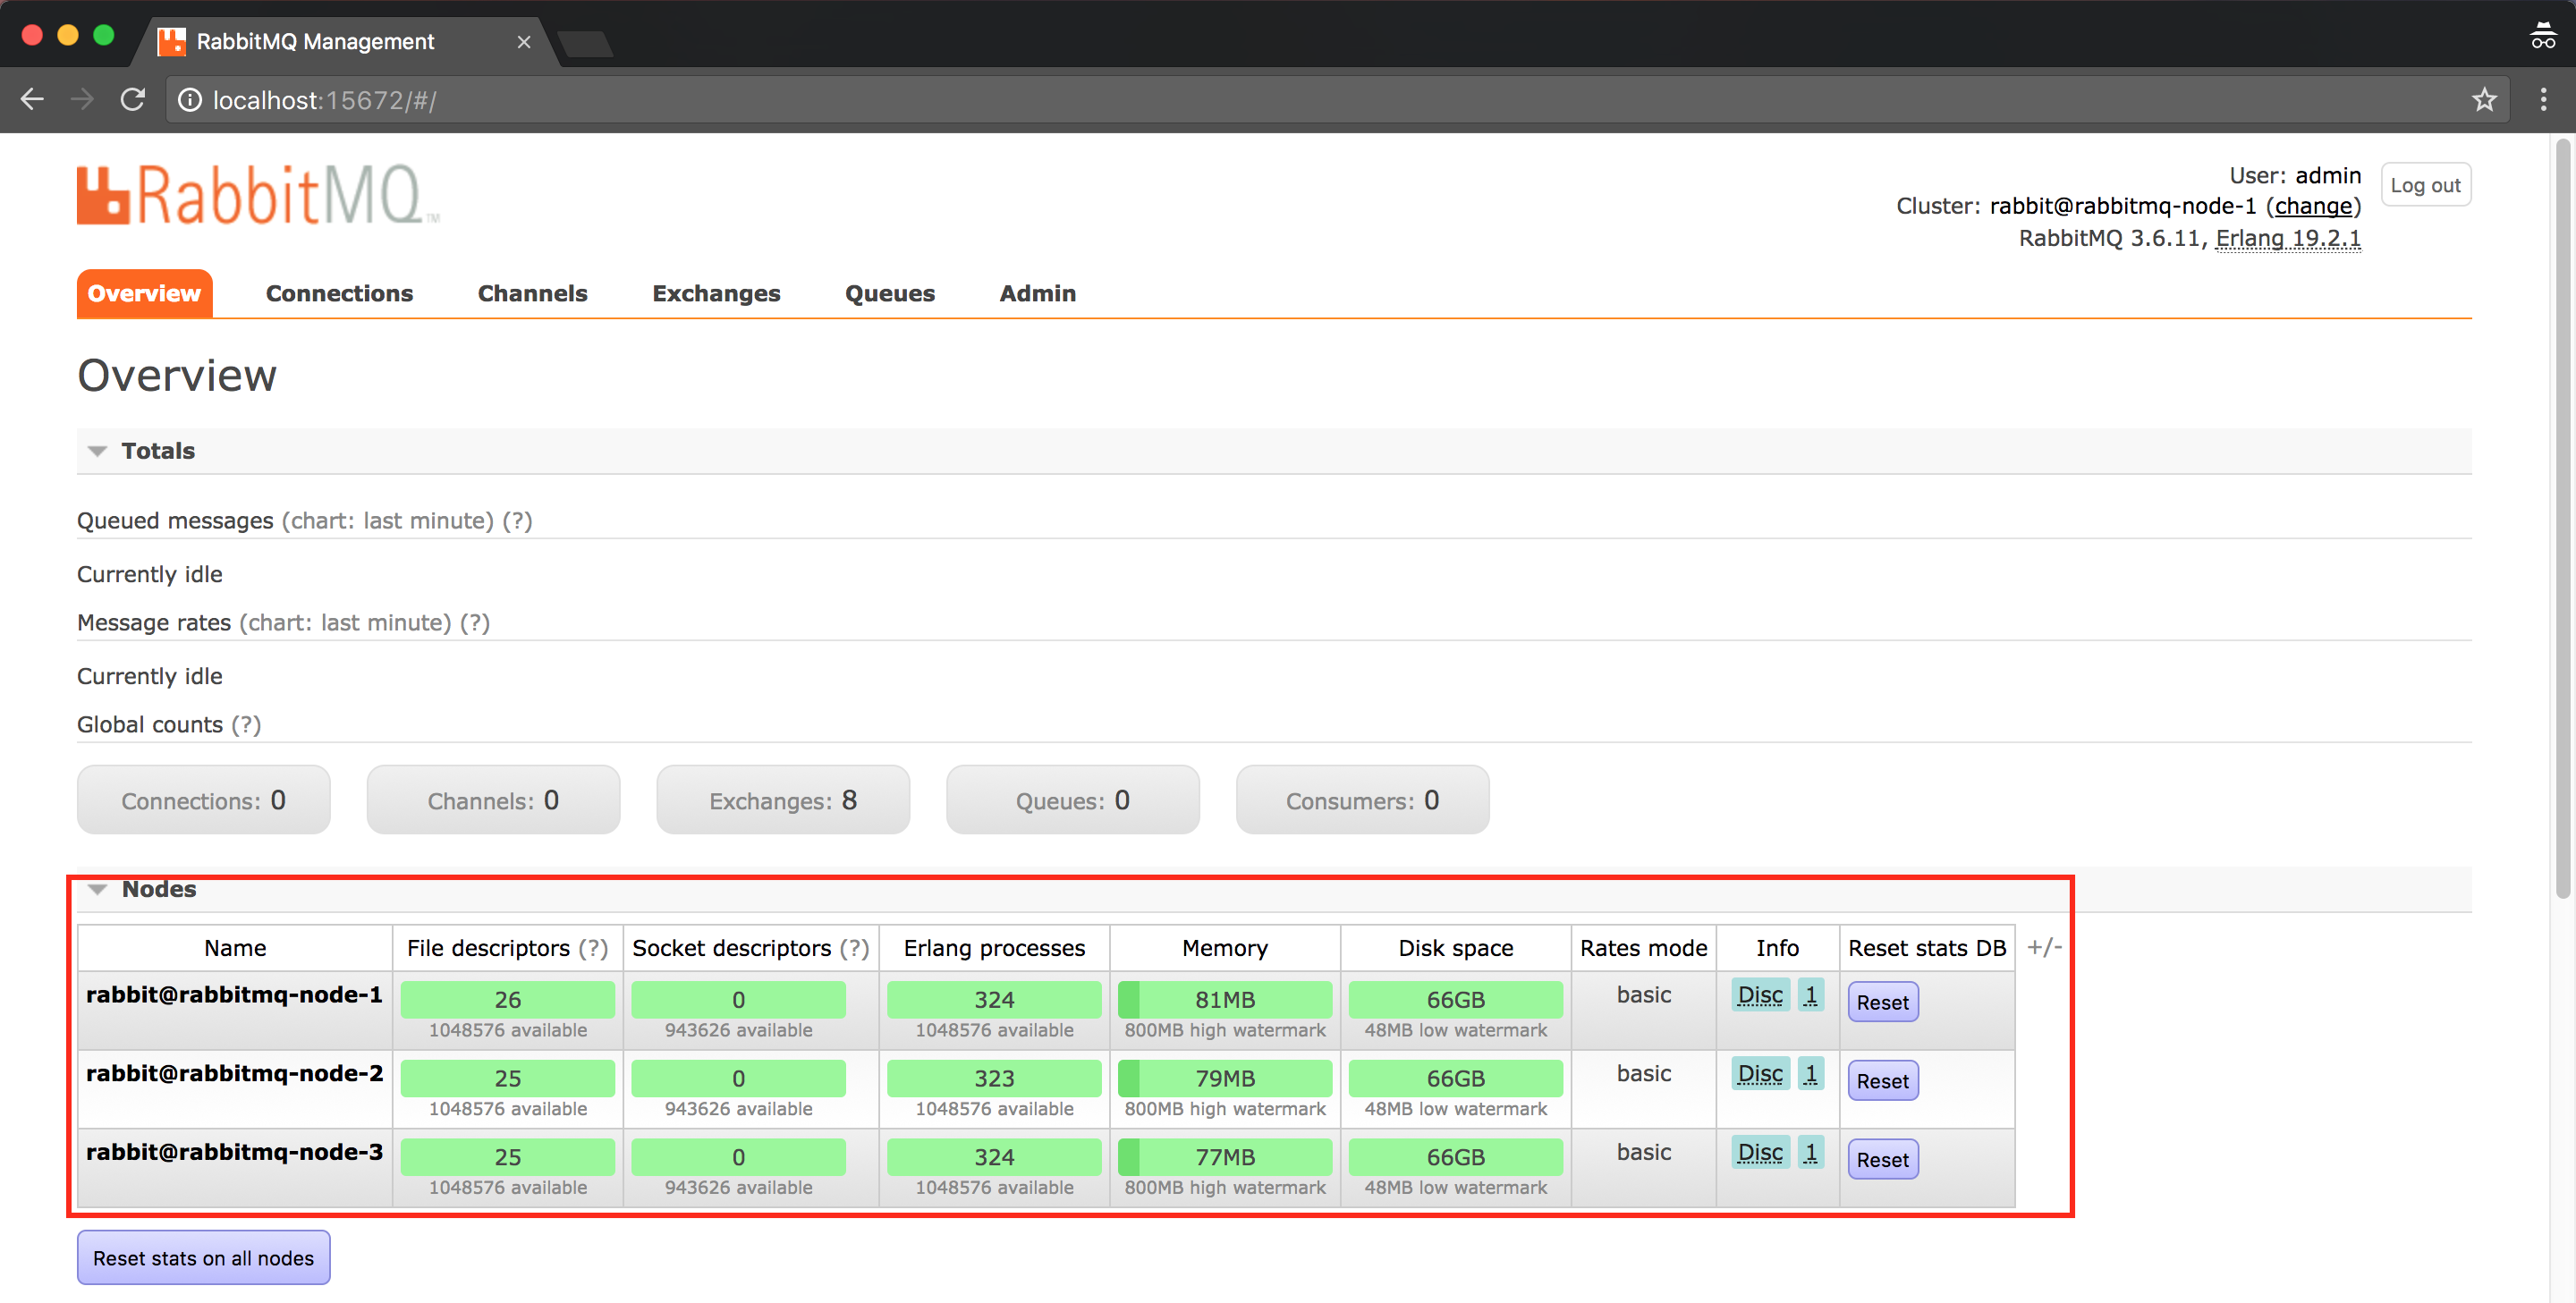 RabbitMQ Management
localhost:15672/#/
RabbitMQ™
User: admin
Log out
Cluster: rabbit@rabbitmq-node-1 (change)
RabbitMQ 3.6.11, Erlang 19.2.1
Overview Connections Channels Exchanges Queues Admin
Overview
Totals
Queued messages (chart: last minute) (?)
Currently idle
Message rates (chart: last minute) (?)
Currently idle
Global counts (?)
Connections: 0 Channels: 0 Exchanges: 8 Queues: 0 Consumers: 0
Nodes
Name File descriptors (?) Socket descriptors (?) Erlang processes Memory Disk space Rates mode Info Reset stats DB +/-
rabbit@rabbitmq-node-1 26 0 324 81MB 66GB basic Disc 1 Reset
1048576 available 943626 available 1048576 available 800MB high watermark 48MB low watermark
rabbit@rabbitmq-node-2 25 0 323 79MB 66GB basic Disc 1 Reset
1048576 available 943626 available 1048576 available 800MB high watermark 48MB low watermark
rabbit@rabbitmq-node-3 25 0 324 77MB 66GB basic Disc 1 Reset
1048576 available 943626 available 1048576 available 800MB high watermark 48MB low watermark
Reset stats on all nodes